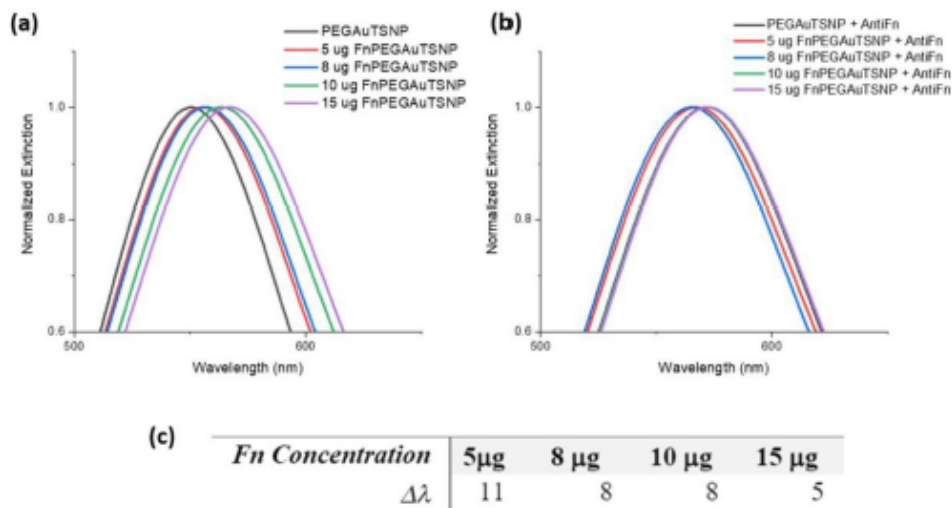 (a)
PEGAuTSNP
5 ug FnPEGAuTSNP
8 ug FnPEGAuTSNP
10 ug FnPEGAuTSNP
15 ug FnPEGAuTSNP
1.0
0.8
0.6
Normalized Extinction
500
600
Wavelength (nm)
(b)
PEGAuTSNP + AntiFn
5 ug FnPEGAuTSNP + AntiFn
8 ug FnPEGAuTSNP + AntiFn
10 ug FnPEGAuTSNP + AntiFn
15 ug FnPEGAuTSNP + AntiFn
1.0
0.8
0.6
Normalized Extinction
500
600
Wavelength (nm)
(c)
Fn Concentration 5μg 8 μg 10 μg 15 μg
Δλ 11 8 8 5